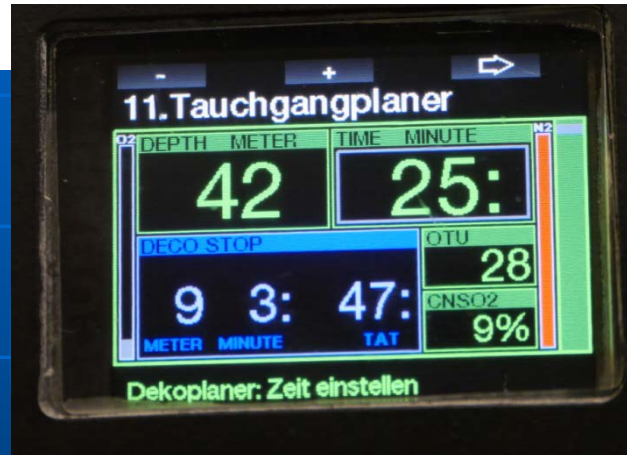 - + ⇨
11.Tauchgangplaner
O2 DEPTH METER TIME MINUTE N2
42 25:
DECO STOP OTU
28
9 3: 47: CNSO2
METER MINUTE TAT 9%
Dekoplaner: Zeit einstellen